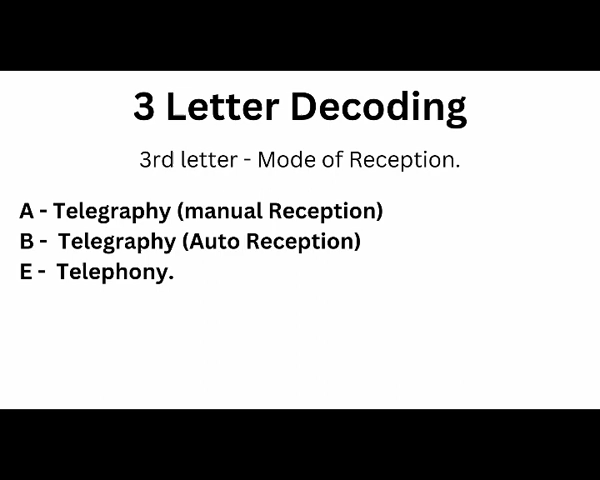 3 Letter Decoding
3rd letter - Mode of Reception.
A - Telegraphy (manual Reception)
B - Telegraphy (Auto Reception)
E - Telephony.